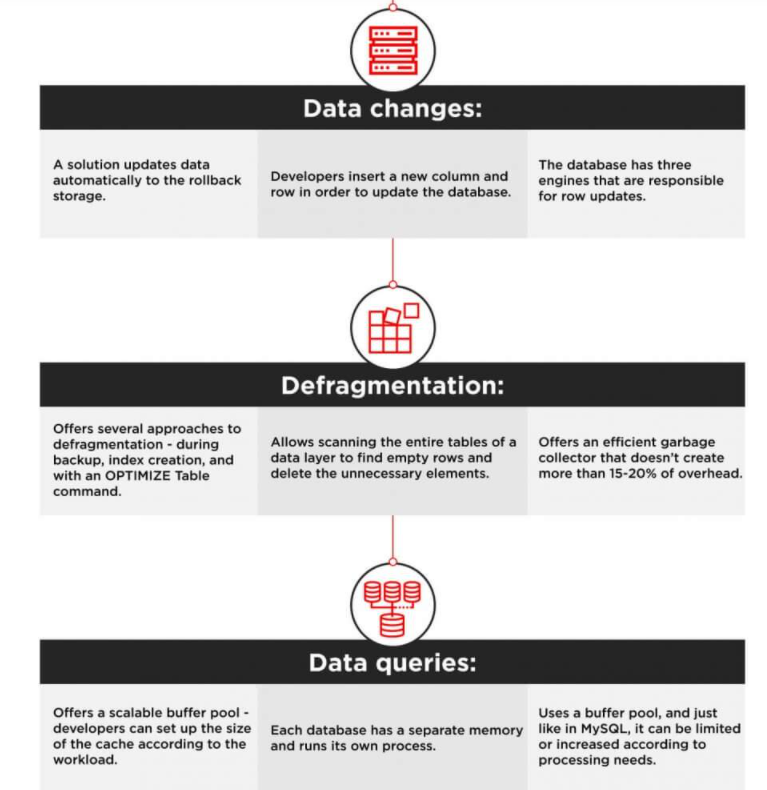 Data changes:
A solution updates data
automatically to the rollback
storage.
Developers insert a new column and
row in order to update the database.
The database has three
engines that are responsible
for row updates.
Defragmentation:
Offers several approaches to
defragmentation - during
backup, index creation, and
with an OPTIMIZE Table
command.
Allows scanning the entire tables of a
data layer to find empty rows and
delete the unnecessary elements.
Offers an efficient garbage
collector that doesn't create
more than 15-20% of overhead.
Data queries:
Offers a scalable buffer pool -
developers can set up the size
of the cache according to the
workload.
Each database has a separate memory
and runs its own process.
Uses a buffer pool, and just
like in MySQL, it can be limited
or increased according to
processing needs.